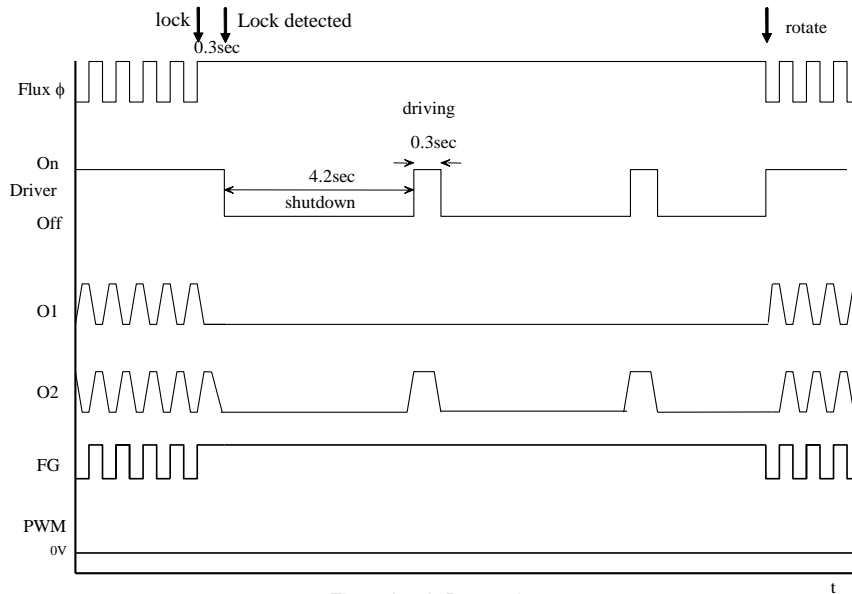 lock
Lock detected
0.3sec
rotate
Flux ϕ
driving
0.3sec
On
4.2sec
Driver
shutdown
Off
O1
O2
FG
PWM
0V
t